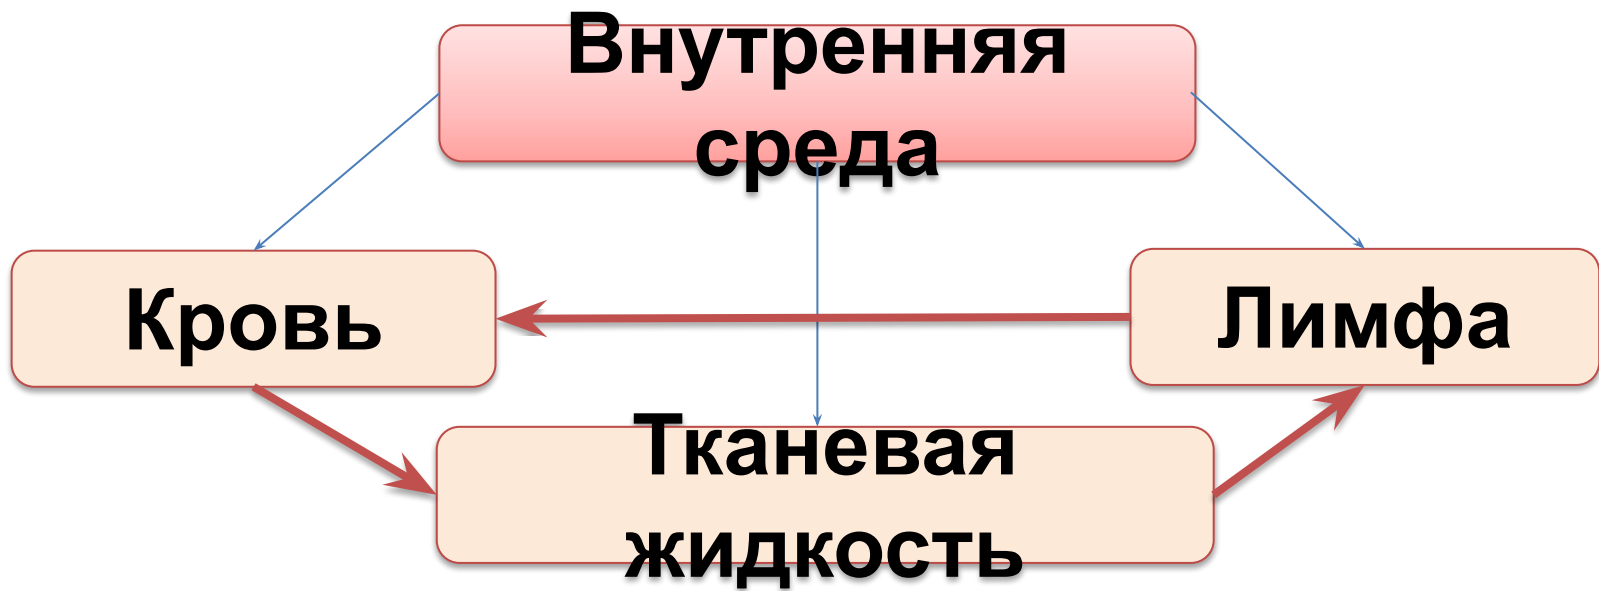 Внутренняя
среда
Кровь
Лимфа
Тканевая
жидкость